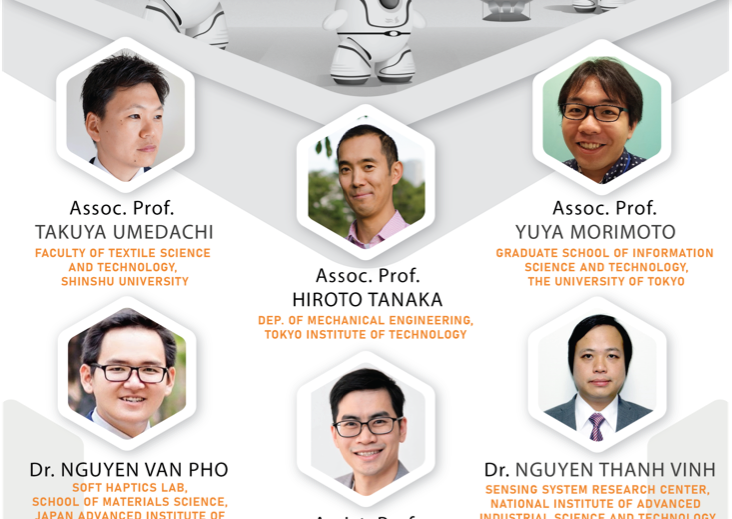 Assoc. Prof.
TAKUYA UMEDACHI
FACULTY OF TEXTILE SCIENCE
AND TECHNOLOGY,
SHINSHU UNIVERSITY
Assoc. Prof.
HIROTO TANAKA
DEP. OF MECHANICAL ENGINEERING,
TOKYO INSTITUTE OF TECHNOLOGY
Assoc. Prof.
YUYA MORIMOTO
GRADUATE SCHOOL OF INFORMATION
SCIENCE AND TECHNOLOGY,
THE UNIVERSITY OF TOKYO
Dr. NGUYEN VAN PHO
SOFT HAPTICS LAB,
SCHOOL OF MATERIALS SCIENCE,
JAPAN ADVANCED INSTITUTE OF
Prof.
Dr. NGUYEN THANH VINH
SENSING SYSTEM RESEARCH CENTER,
NATIONAL INSTITUTE OF ADVANCED
INDUSTRIAL SCIENCE AND TECHNOLOGY